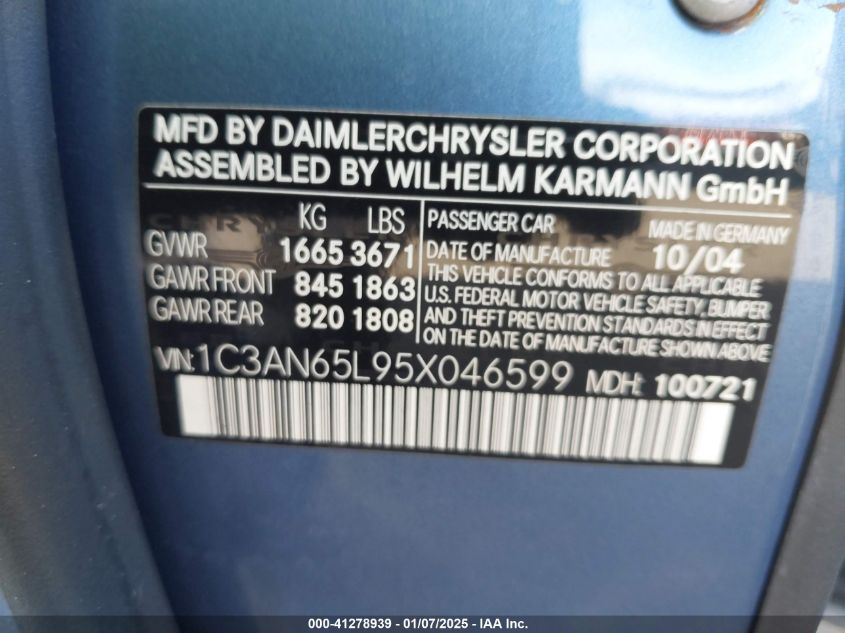 MFD BY DAIMLERCHRYSLER CORPORATION
ASSEMBLED BY WILHELM KARMANN GmbH
KG LBS
GVWR 1665 3671
GAWR FRONT 845 1863
GAWR REAR 820 1808
PASSENGER CAR MADE IN GERMANY
DATE OF MANUFACTURE 10/04
THIS VEHICLE CONFORMS TO ALL APPLICABLE
U.S. FEDERAL MOTOR VEHICLE SAFETY, BUMPER
AND THEFT PREVENTION STANDARDS IN EFFECT
ON THE DATE OF MANUFACTURE SHOWN ABOVE
VIN: 1C3AN65L95X046599 MDH: 100721
000-41278939 - 01/07/2025 - IAA Inc.